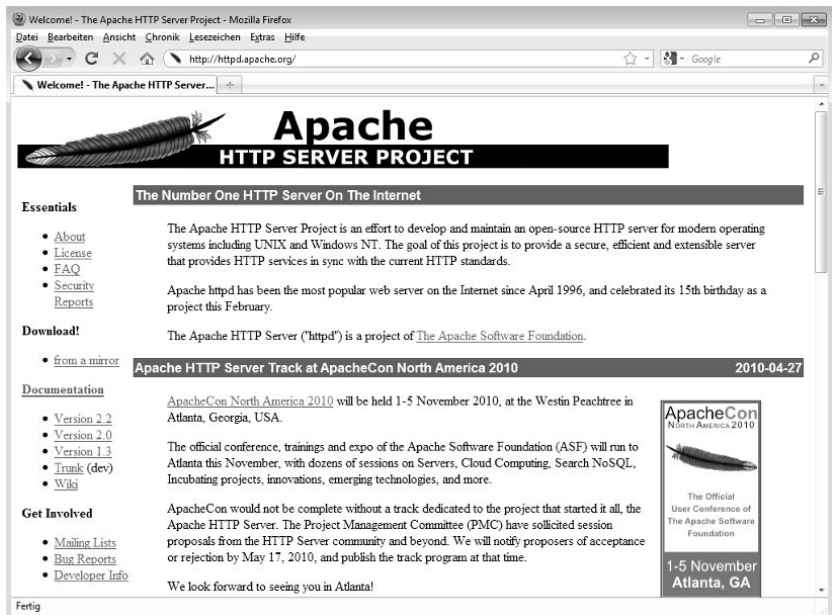 Welcome! - The Apache HTTP Server Project - Mozilla Firefox
Datei Bearbeiten Ansicht Chronik Lesezeichen Extras Hilfe
http://httpd.apache.org/
Google
Welcome! - The Apache HTTP Server...
Apache
HTTP SERVER PROJECT
Essentials
• About
• License
• FAQ
• Security
Reports
Download!
• from a mirror
Documentation
• Version 2.2
• Version 2.0
• Version 1.3
• Trunk (dev)
• Wiki
Get Involved
• Mailing Lists
• Bug Reports
• Developer Info
The Number One HTTP Server On The Internet
The Apache HTTP Server Project is an effort to develop and maintain an open-source HTTP server for modern operating
systems including UNIX and Windows NT. The goal of this project is to provide a secure, efficient and extensible server
that provides HTTP services in sync with the current HTTP standards.
Apache httpd has been the most popular web server on the Internet since April 1996, and celebrated its 15th birthday as a
project this February.
The Apache HTTP Server ("httpd") is a project of The Apache Software Foundation.
Apache HTTP Server Track at ApacheCon North America 2010 2010-04-27
ApacheCon North America 2010 will be held 1-5 November 2010, at the Westin Peachtree in
Atlanta, Georgia, USA.
The official conference, trainings and expo of the Apache Software Foundation (ASF) will run to
Atlanta this November, with dozens of sessions on Servers, Cloud Computing, Search NoSQL,
Incubating projects, innovations, emerging technologies, and more.
ApacheCon would not be complete without a track dedicated to the project that started it all, the
Apache HTTP Server. The Project Management Committee (PMC) have sollicited session
proposals from the HTTP Server community and beyond. We will notify proposers of acceptance
or rejection by May 17, 2010, and publish the track program at that time.
We look forward to seeing you in Atlanta!
ApacheCon
NORTH AMERICA 2010
The Official
User Conference of
The Apache Software
Foundation
1-5 November
Atlanta, GA
Fertig